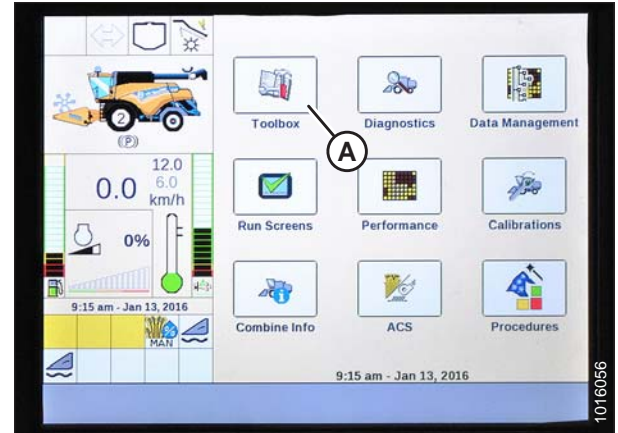 2
(P)
12.0
0.0
6.0
km/h
0%
9:15 am - Jan 13, 2016
MAN
Toolbox
Diagnostics
Data Management
A
Run Screens
Performance
Calibrations
Combine Info
ACS
Procedures
9:15 am - Jan 13, 2016
1016056